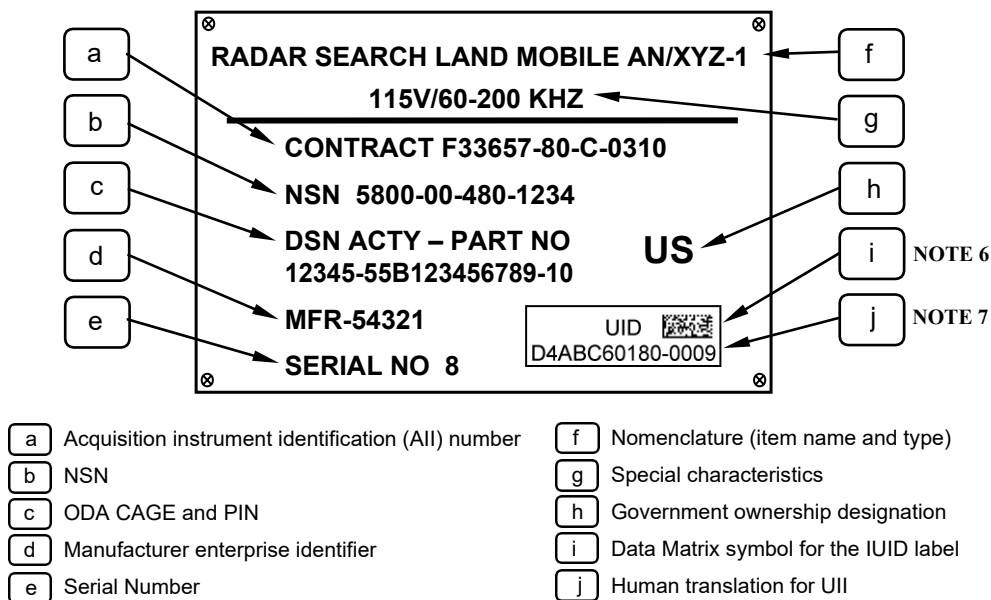 a
RADAR SEARCH LAND MOBILE AN/XYZ-1
f
115V/60-200 KHZ
b
g
CONTRACT F33657-80-C-0310
c
NSN 5800-00-480-1234
h
DSN ACTY – PART NO
12345-55B123456789-10
US
d
i NOTE 6
MFR-54321
UID
e
j NOTE 7
D4ABC60180-0009
SERIAL NO 8
a Acquisition instrument identification (AII) number
b NSN
c ODA CAGE and PIN
d Manufacturer enterprise identifier
e Serial Number
f Nomenclature (item name and type)
g Special characteristics
h Government ownership designation
i Data Matrix symbol for the IUID label
j Human translation for UII